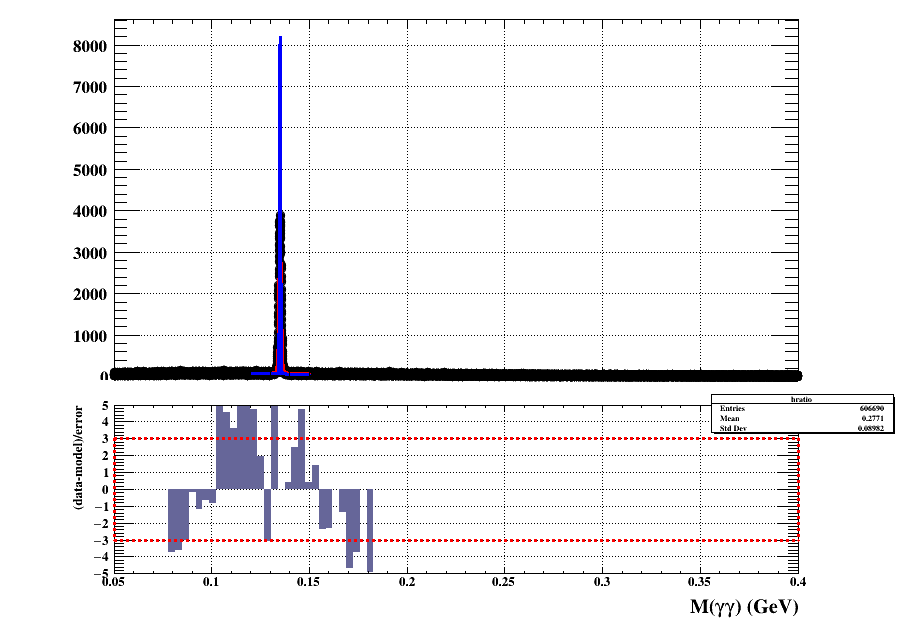 8000
7000
6000
5000
4000
3000
2000
1000
0
hratio
Entries 606690
Mean 0.2771
Std Dev 0.08982
(data-model)/error
5
4
3
2
1
0
−1
−2
−3
−4
−5
0.05 0.1 0.15 0.2 0.25 0.3 0.35 0.4
M(γγ) (GeV)